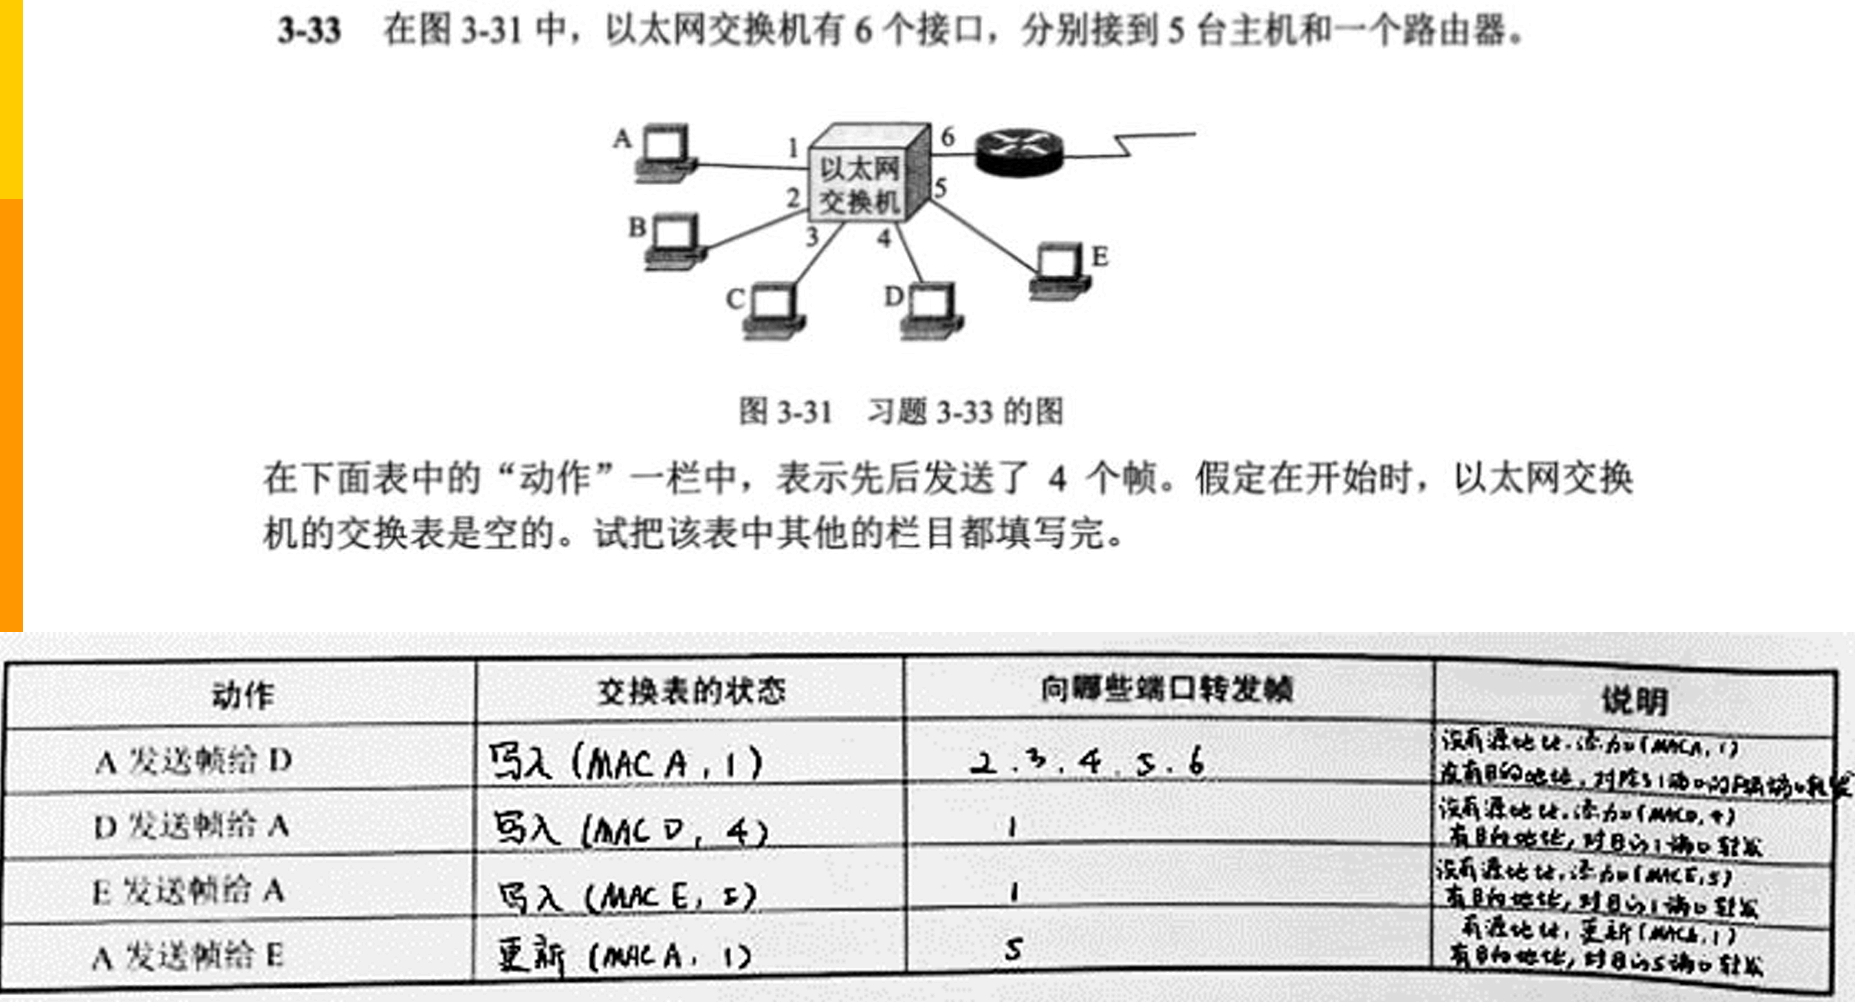 3-33 在图 3-31 中，以太网交换机有 6 个接口，分别接到 5 台主机和一个路由器。
A
1
6
以太网
交换机
2
5
B
3
4
E
C
D
图 3-31 习题 3-33 的图
在下面表中的“动作”一栏中，表示先后发送了 4 个帧。假定在开始时，以太网交换
机的交换表是空的。试把该表中其他的栏目都填写完。
动作 交换表的状态 向哪些端口转发帧 说明
A 发送帧给 D 写入 (MAC A, 1) 2.3.4.5.6 没有源地址.添加(MACA,1)
没有目的地址,对除1端口的所有端口转发
D 发送帧给 A 写入 (MAC D, 4) 1 没有源地址.添加(MACD,4)
有目的地址,对目的1端口转发
E 发送帧给 A 写入 (MAC E, 5) 1 没有源地址,添加(MACE,5)
有目的地址,对目的1端口转发
A 发送帧给 E 更新 (MAC A, 1) 5 有源地址,更新(MACA,1)
有目的地址,对目的5端口转发